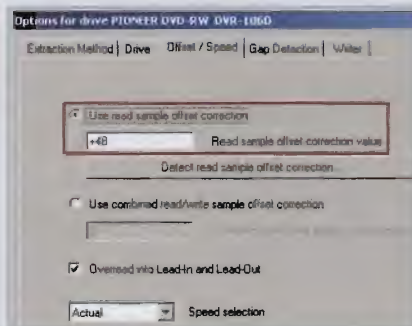 Options for drive PIONEER DVD-RW DVR-106D
Extraction Method Drive Offset / Speed Gap Detection Writer
Use read sample offset correction
+48 Read sample offset correction value
Detect read sample offset correction...
Use combined read/write sample offset correction
Overread into Lead-In and Lead-Out
Actual Speed selection